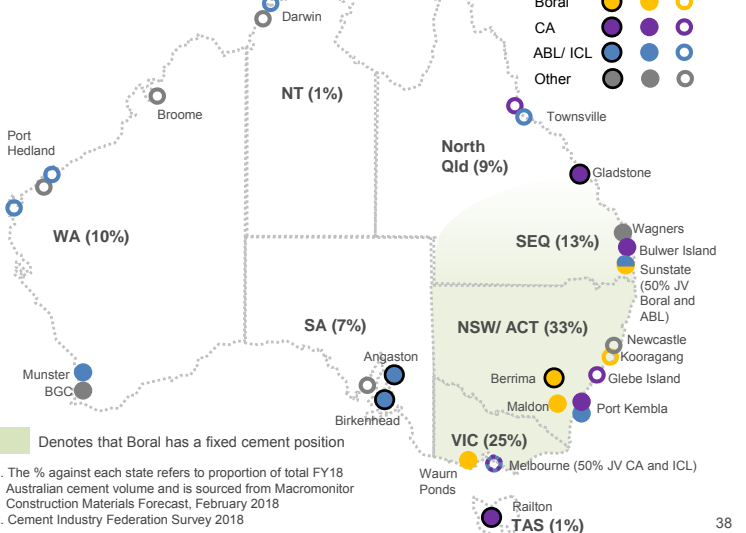 Boral
CA
ABL/ ICL
Other
Darwin
NT (1%)
Broome
Port
Hedland
WA (10%)
Townsville
North
Qld (9%)
Gladstone
SEQ (13%)
Wagners
Bulwer Island
Sunstate
(50% JV
Boral and
ABL)
SA (7%)
NSW/ ACT (33%)
Newcastle
Kooragang
Angaston
Berrima
Glebe Island
Munster
BGC
Maldon
Port Kembla
Birkenhead
VIC (25%)
Denotes that Boral has a fixed cement position
Waurn
Ponds
Melbourne (50% JV CA and ICL)
. The % against each state refers to proportion of total FY18
Australian cement volume and is sourced from Macromonitor
Construction Materials Forecast, February 2018
. Cement Industry Federation Survey 2018
Railton
TAS (1%)
38